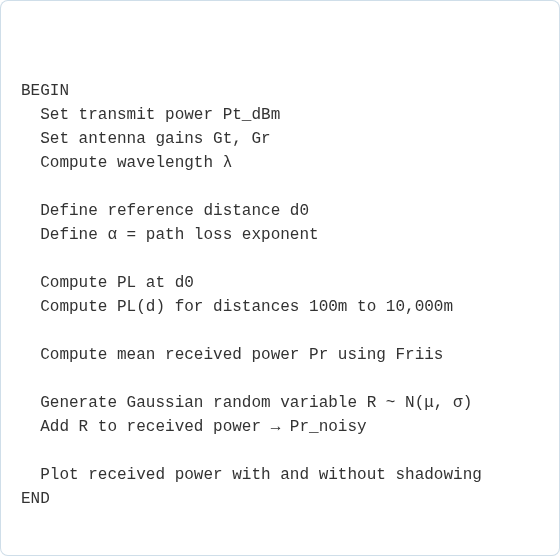 BEGIN
Set transmit power Pt_dBm
Set antenna gains Gt, Gr
Compute wavelength λ
Define reference distance d0
Define α = path loss exponent
Compute PL at d0
Compute PL(d) for distances 100m to 10,000m
Compute mean received power Pr using Friis
Generate Gaussian random variable R ~ N(μ, σ)
Add R to received power → Pr_noisy
Plot received power with and without shadowing
END